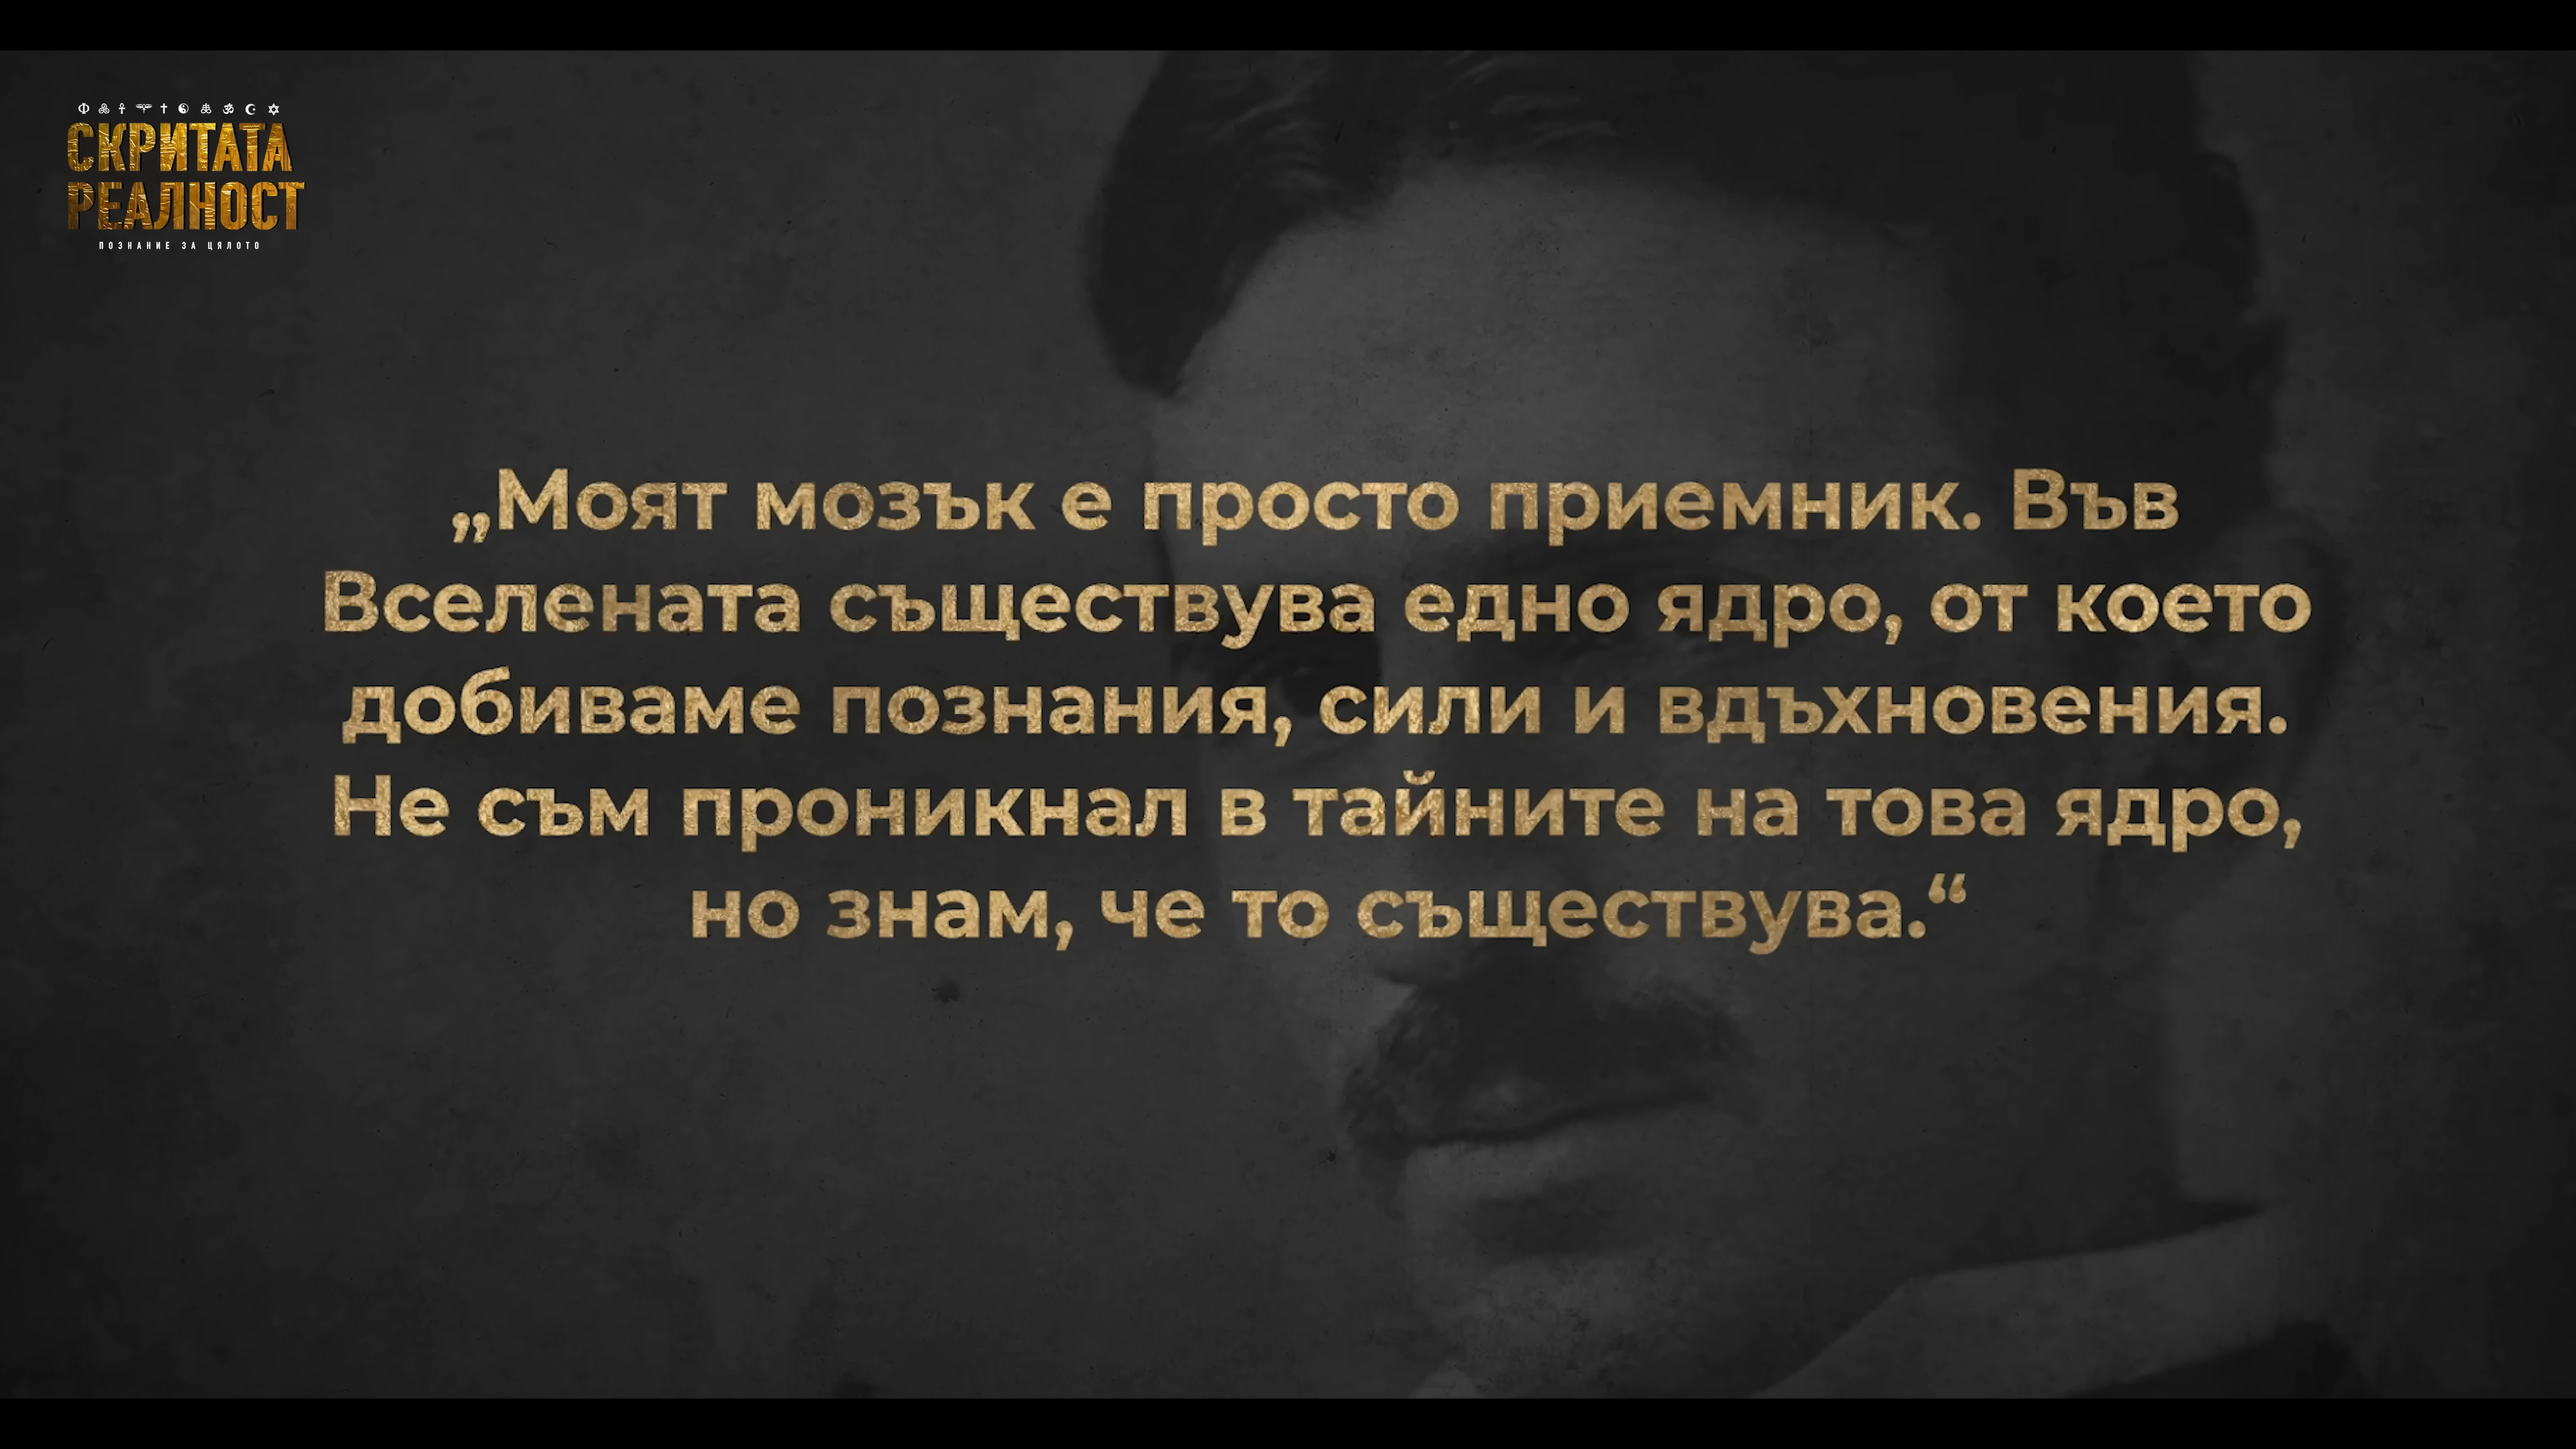 СКРИТАТА
РЕАЛНОСТ
ПОЗНАНИЕ ЗА ЦЯЛОТО
„Моят мозък е просто приемник. Във
Вселената съществува едно ядро, от което
добиваме познания, сили и вдъхновения.
Не съм проникнал в тайните на това ядро,
но знам, че то съществува.“